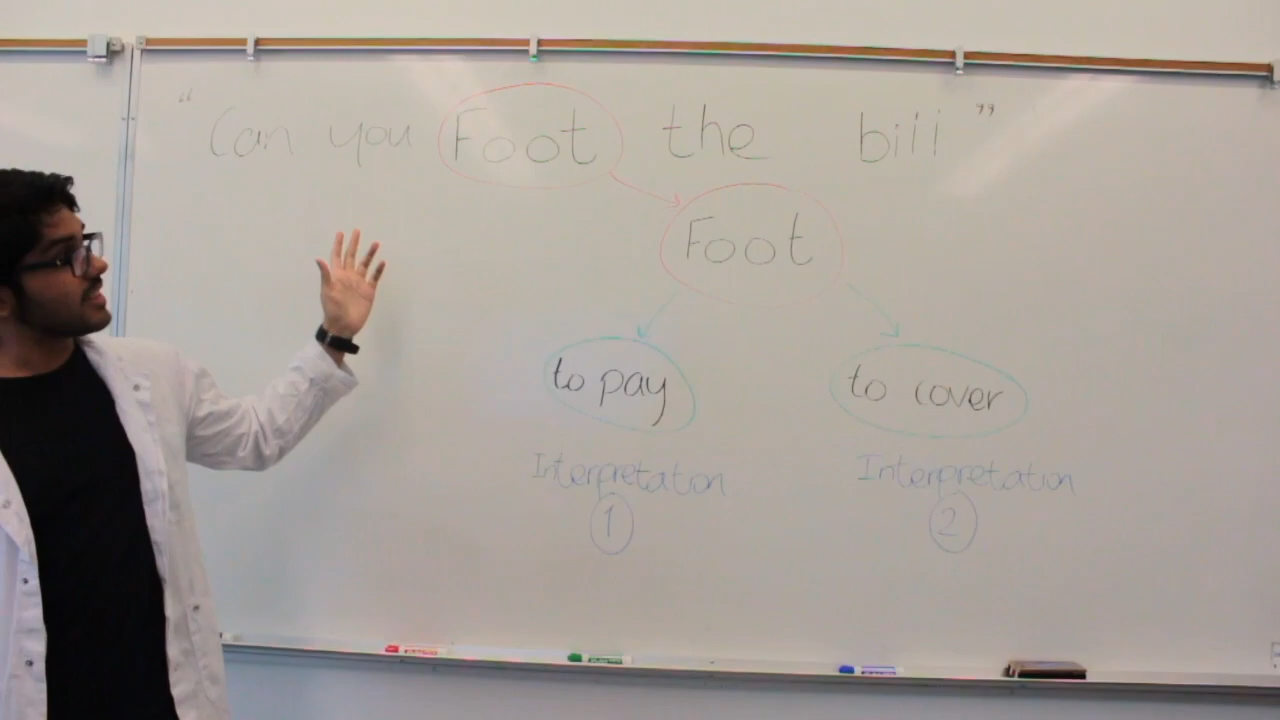 "Can you Foot the bill"
Foot
to pay to cover
Interpretation Interpretation
1 2